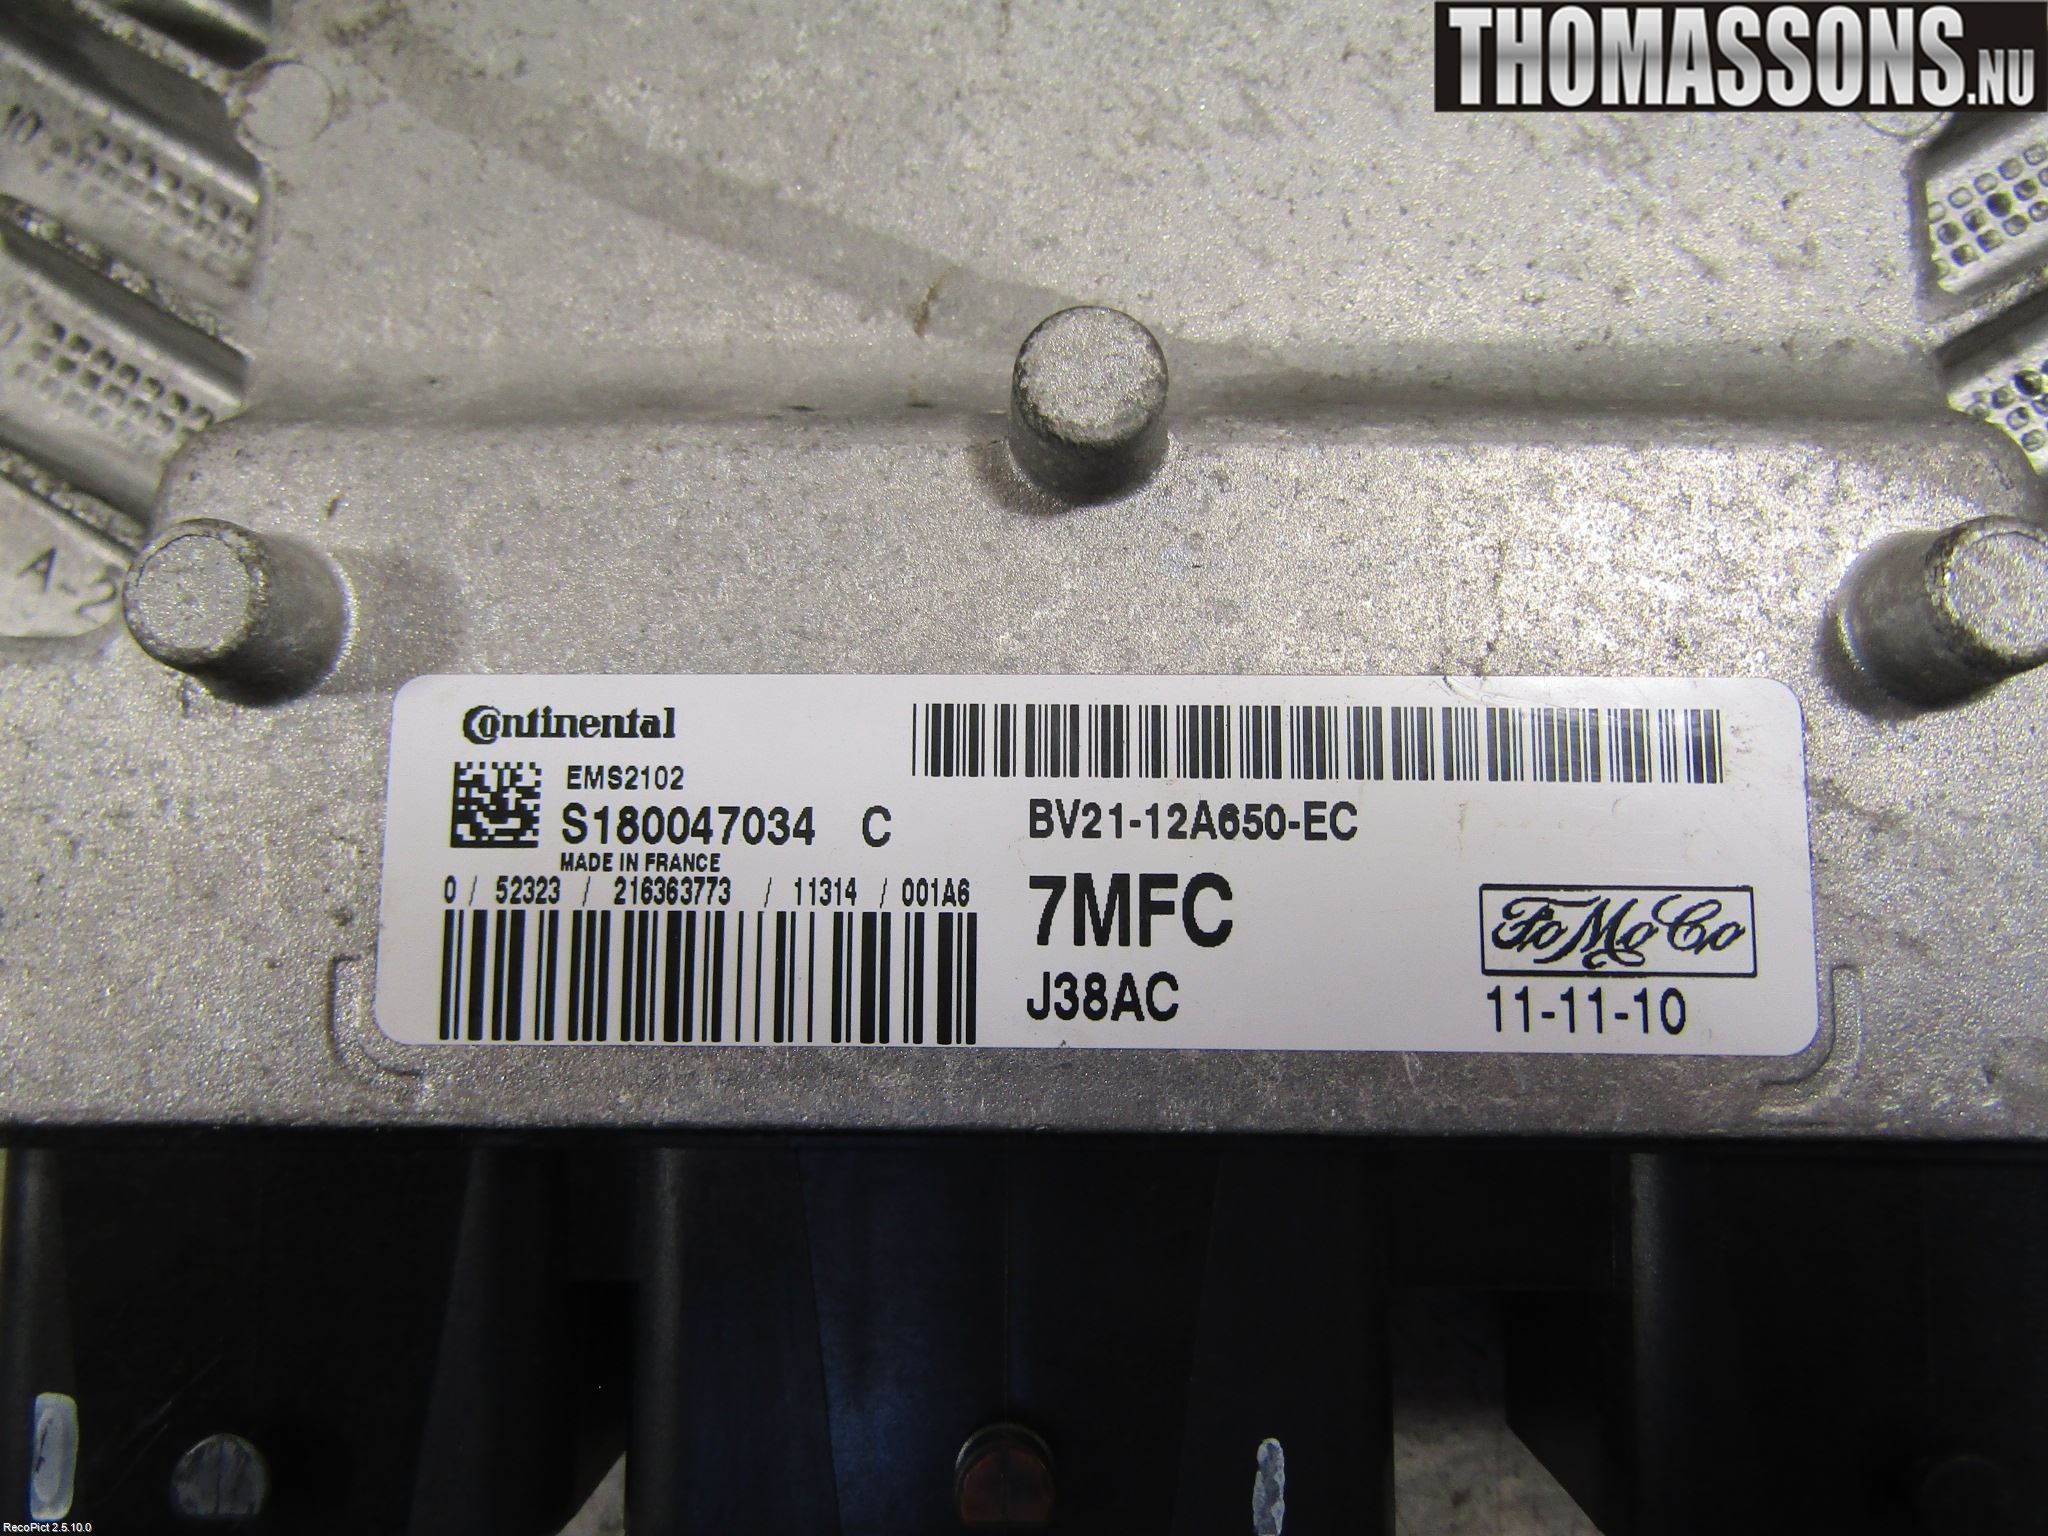 THOMASSONS.NU
A-2
Continental
EMS2102
S180047034 C
MADE IN FRANCE
0 / 52323 / 216363773 / 11314 / 001A6
BV21-12A650-EC
7MFC
J38AC
FoMoCo
11-11-10
RecoPict 2.5.10.0